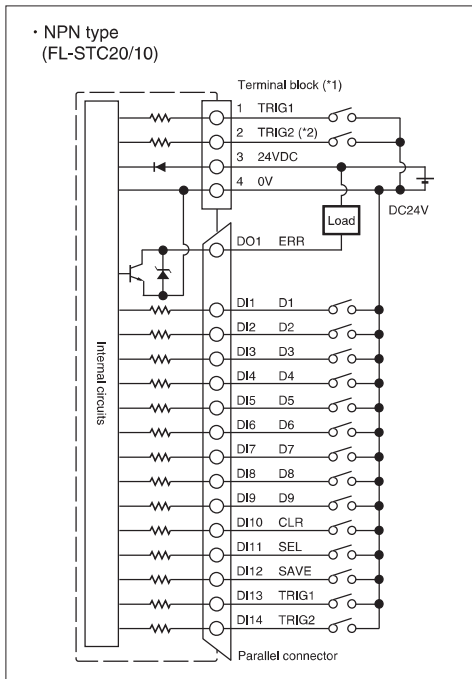 ・NPN type
(FL-STC20/10)
Terminal block (*1)
1 TRIG1
2 TRIG2 (*2)
3 24VDC
4 0V
DC24V
Load
DO1 ERR
Internal circuits
DI1 D1
DI2 D2
DI3 D3
DI4 D4
DI5 D5
DI6 D6
DI7 D7
DI8 D8
DI9 D9
DI10 CLR
DI11 SEL
DI12 SAVE
DI13 TRIG1
DI14 TRIG2
Parallel connector